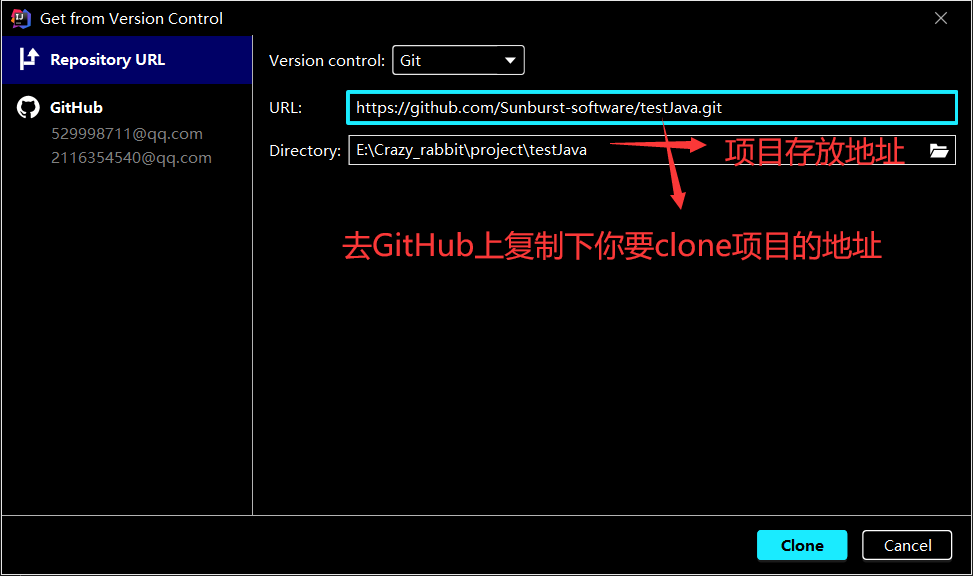 Get from Version Control
Repository URL
GitHub
529998711@qq.com
2116354540@qq.com
Version control: Git
URL: https://github.com/Sunburst-software/testJava.git
Directory: E:\Crazy_rabbit\project\testJava
项目存放地址
去GitHub上复制下你要clone项目的地址
Clone Cancel